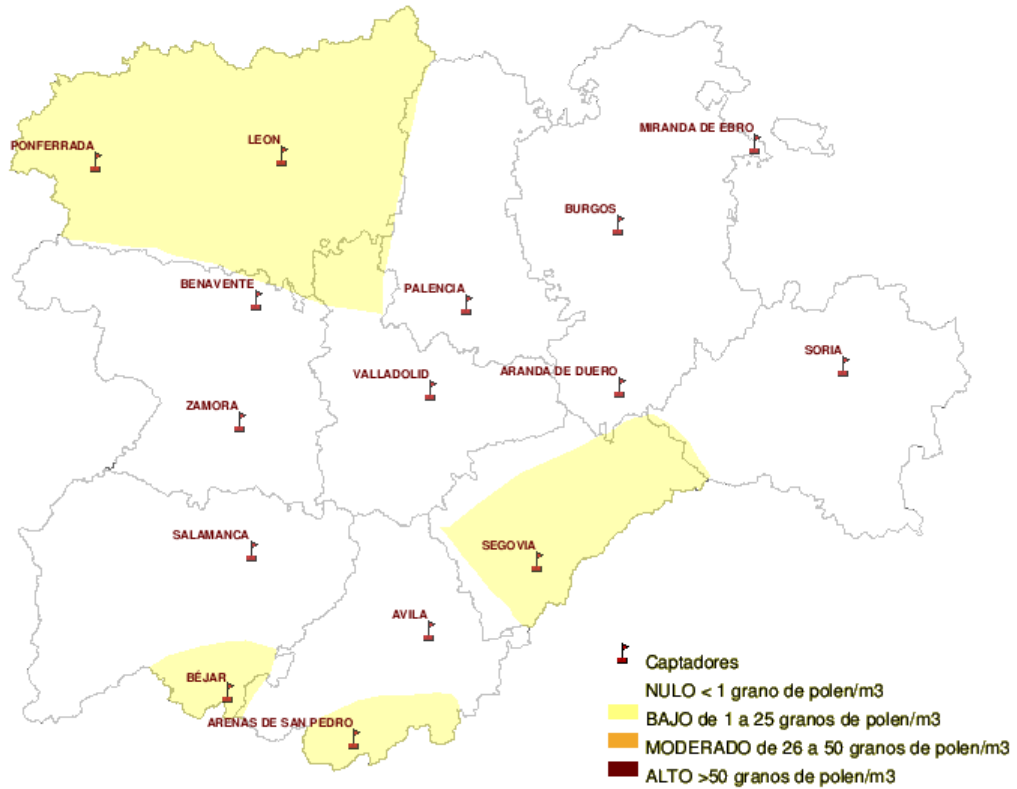 MIRANDA DE EBRO
LEON
PONFERRADA
BURGOS
BENAVENTE
PALENCIA
SORIA
VALLADOLID
ARANDA DE DUERO
ZAMORA
SALAMANCA
SEGOVIA
AVILA
BÉJAR
ARENAS DE SAN PEDRO
Captadores
NULO < 1 grano de polen/m3
BAJO de 1 a 25 granos de polen/m3
MODERADO de 26 a 50 granos de polen/m3
ALTO >50 granos de polen/m3